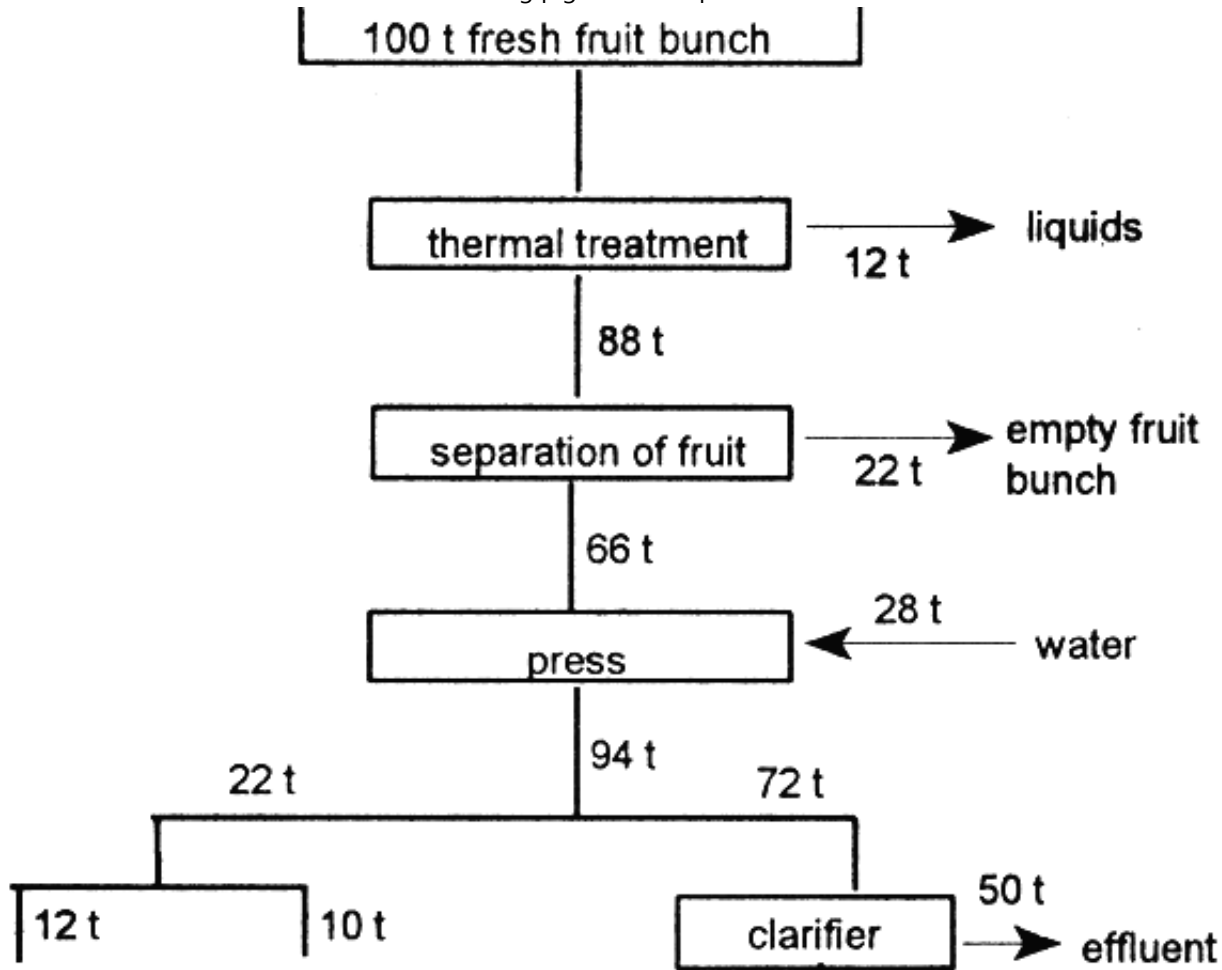 100 t fresh fruit bunch
thermal treatment
12 t
liquids
88 t
separation of fruit
22 t
empty fruit
bunch
66 t
press
28 t
water
94 t
22 t
72 t
12 t
10 t
clarifier
50 t
effluent